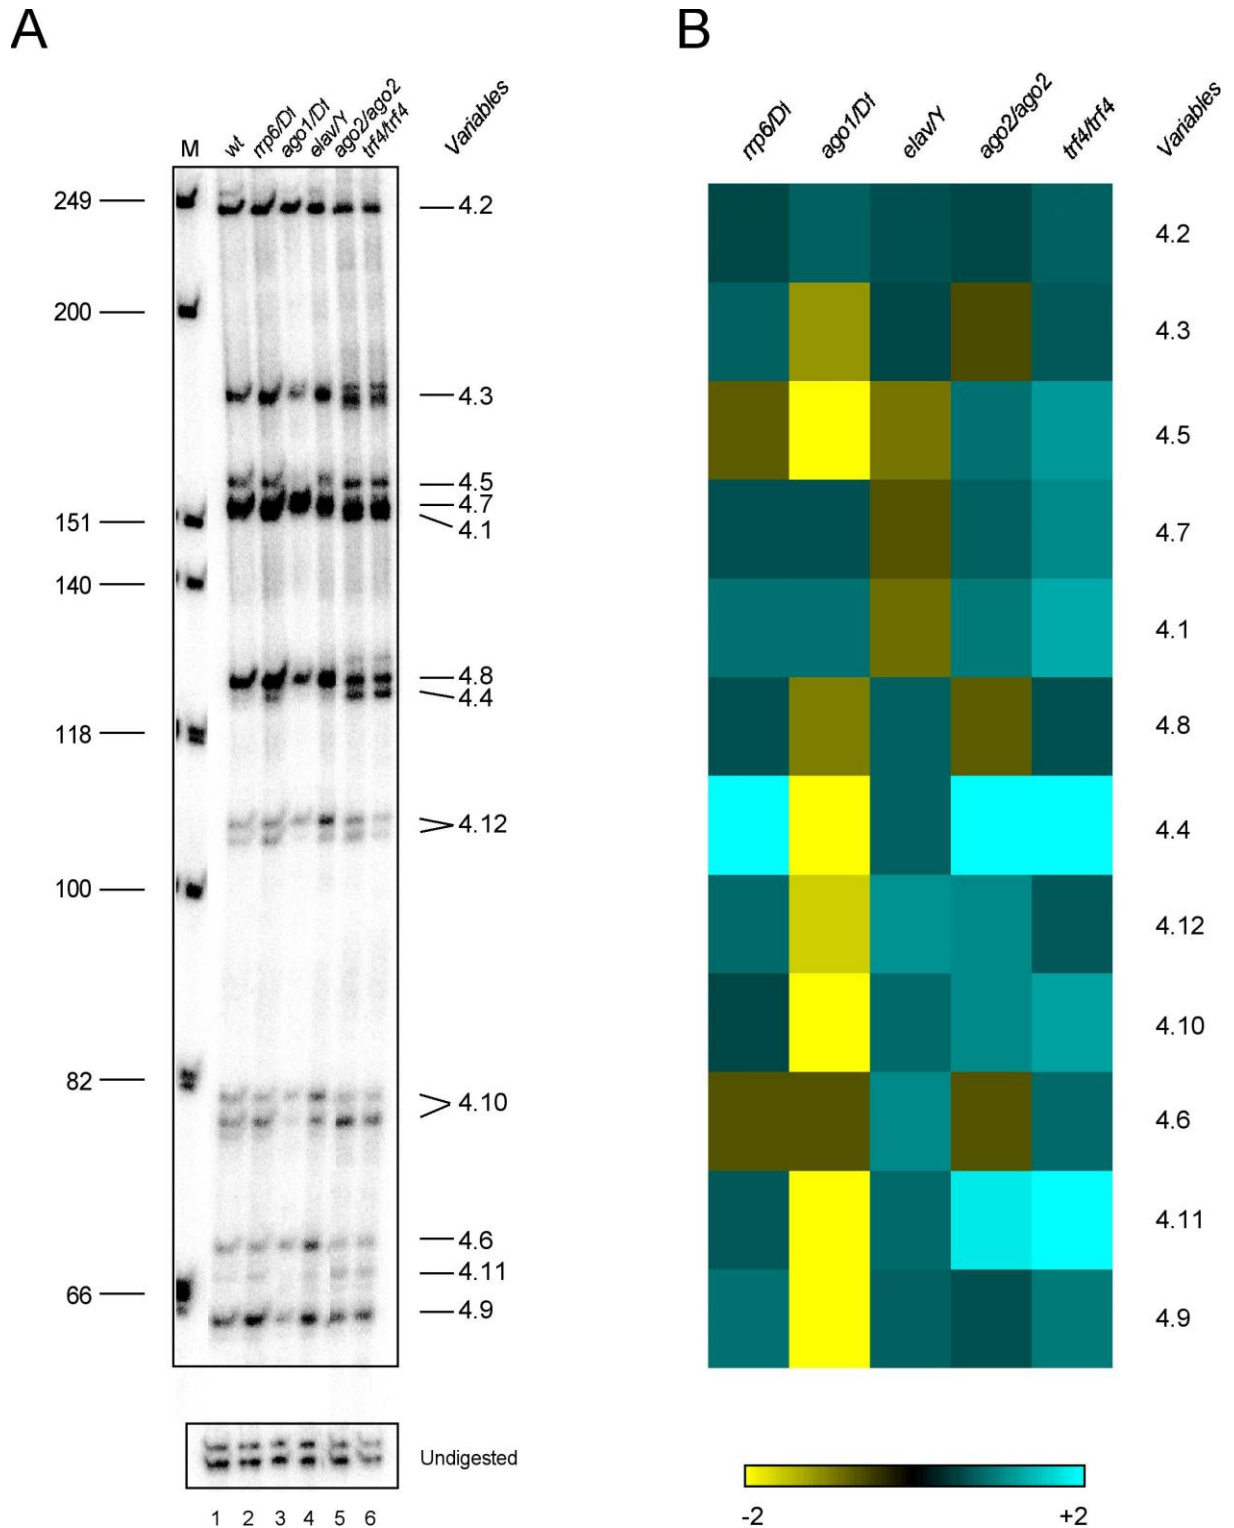 A
B
M
wt
rrp6/Df
ago1/Df
elav/Y
ago2/ago2
trf4/trf4
Variables
249
200
151
140
118
100
82
66
4.2
4.3
4.5
4.7
4.1
4.8
4.4
4.12
4.10
4.6
4.11
4.9
Undigested
1 2 3 4 5 6
rrp6/Df
ago1/Df
elav/Y
ago2/ago2
trf4/trf4
Variables
4.2
4.3
4.5
4.7
4.1
4.8
4.4
4.12
4.10
4.6
4.11
4.9
-2 +2